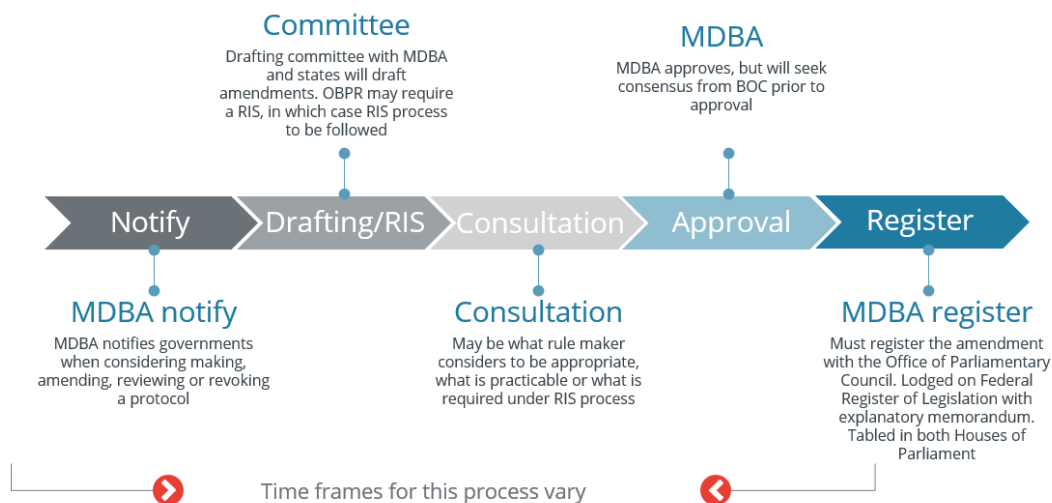 Committee
Drafting committee with MDBA
and states will draft
amendments. OBPR may require
a RIS, in which case RIS process
to be followed
MDBA
MDBA approves, but will seek
consensus from BOC prior to
approval
Notify
Drafting/RIS
Consultation
Approval
Register
MDBA notify
MDBA notifies governments
when considering making,
amending, reviewing or revoking
a protocol
Consultation
May be what rule maker
considers to be appropriate,
what is practicable or what is
required under RIS process
MDBA register
Must register the amendment
with the Office of Parliamentary
Council. Lodged on Federal
Register of Legislation with
explanatory memorandum.
Tabled in both Houses of
Parliament
Time frames for this process vary